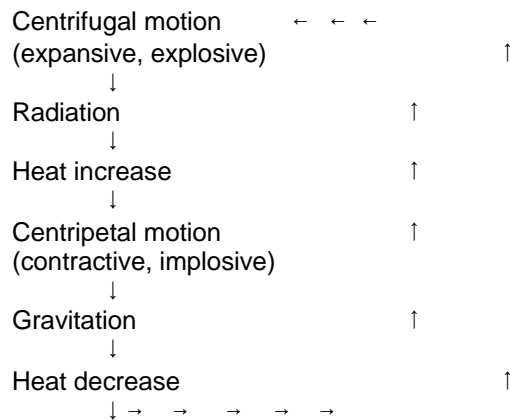 Centrifugal motion ← ← ←
(expansive, explosive) ↑
↓
Radiation ↑
↓
Heat increase ↑
↓
Centripetal motion ↑
(contractive, implosive)
↓
Gravitation ↑
↓
Heat decrease ↑
↓ → → → → →